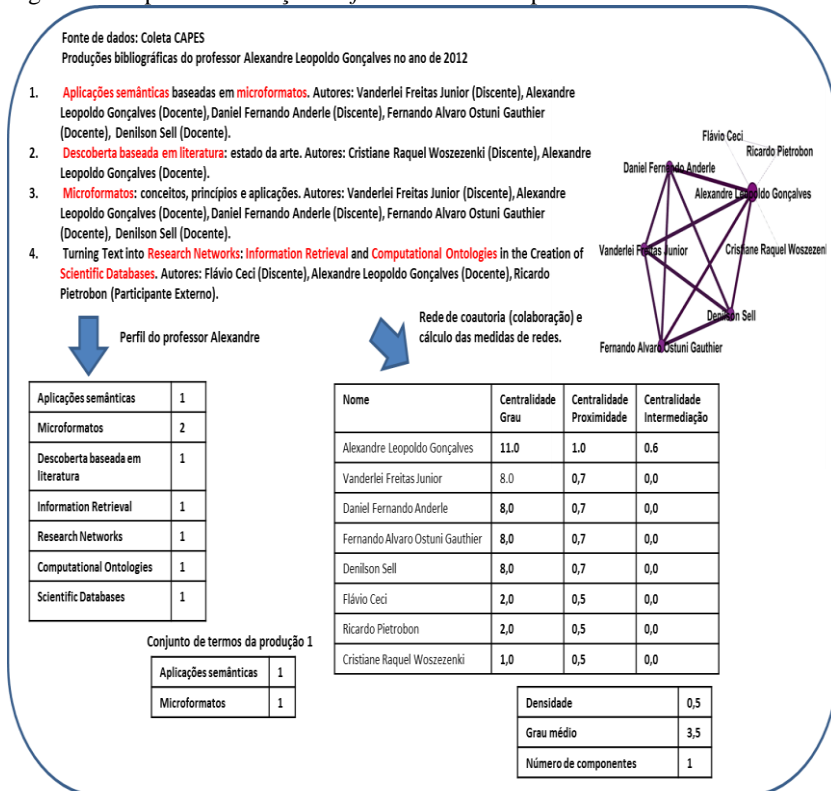 Fonte de dados: Coleta CAPES
Produções bibliográficas do professor Alexandre Leopoldo Gonçalves no ano de 2012
1. Aplicações semânticas baseadas em microformatos. Autores: Vanderlei Freitas Junior (Discente), Alexandre
Leopoldo Gonçalves (Docente), Daniel Fernando Anderle (Discente), Fernando Alvaro Ostuni Gauthier
(Docente), Denilson Sell (Docente).
2. Descoberta baseada em literatura: estado da arte. Autores: Cristiane Raquel Woszezenki (Discente), Alexandre
Leopoldo Gonçalves (Docente).
3. Microformatos: conceitos, princípios e aplicações. Autores: Vanderlei Freitas Junior (Discente), Alexandre
Leopoldo Gonçalves (Docente), Daniel Fernando Anderle (Discente), Fernando Alvaro Ostuni Gauthier
(Docente), Denilson Sell (Docente).
4. Turning Text into Research Networks: Information Retrieval and Computational Ontologies in the Creation of
Scientific Databases. Autores: Flávio Ceci (Discente), Alexandre Leopoldo Gonçalves (Docente), Ricardo
Pietrobon (Participante Externo).
Flávio Ceci
Ricardo Pietrobon
Daniel Fernando Anderle
Alexandre Leopoldo Gonçalves
Vanderlei Freitas Junior
Cristiane Raquel Woszezenl
Denilson Sell
Fernando Alvaro Ostuni Gauthier
Perfil do professor Alexandre
Rede de coautoria (colaboração) e
cálculo das medidas de redes.
Aplicações semânticas 1
Microformatos 2
Descoberta baseada em 1
literatura
Information Retrieval 1
Research Networks 1
Computational Ontologies 1
Scientific Databases 1
Conjunto de termos da produção 1
Aplicações semânticas 1
Microformatos 1
Nome Centralidade Centralidade Centralidade
Grau Proximidade Intermediação
Alexandre Leopoldo Gonçalves 11.0 1.0 0.6
Vanderlei Freitas Junior 8.0 0,7 0,0
Daniel Fernando Anderle 8,0 0,7 0,0
Fernando Alvaro Ostuni Gauthier 8,0 0,7 0,0
Denilson Sell 8,0 0,7 0,0
Flávio Ceci 2,0 0,5 0,0
Ricardo Pietrobon 2,0 0,5 0,0
Cristiane Raquel Woszezenki 1,0 0,5 0,0
Densidade 0,5
Grau médio 3,5
Número de componentes 1